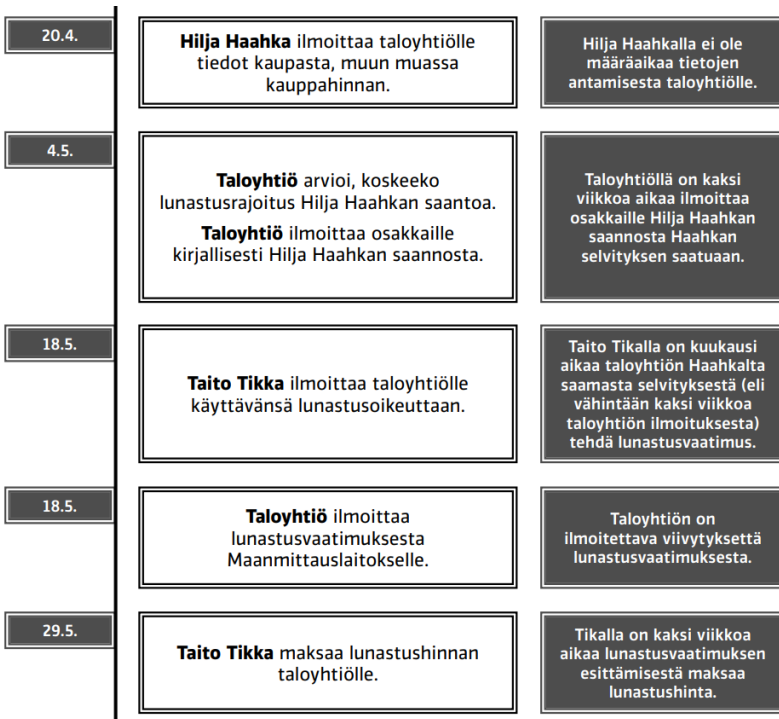 20.4.
Hilja Haahka ilmoittaa taloyhtiölle
tiedot kaupasta, muun muassa
kauppahinnan.
Hilja Haahkalla ei ole
määräaikaa tietojen
antamisesta taloyhtiölle.
4.5.
Taloyhtiö arvioi, koskeeko
lunastusrajoitus Hilja Haahkan saantoa.
Taloyhtiö ilmoittaa osakkaille
kirjallisesti Hilja Haahkan saannosta.
Taloyhtiöllä on kaksi
viikkoa aikaa ilmoittaa
osakkaille Hilja Haahkan
saannosta Haahkan
selvityksen saatuaan.
18.5.
Taito Tikka ilmoittaa taloyhtiölle
käyttävänsä lunastusoikeuttaan.
Taito Tikalla on kuukausi
aikaa taloyhtiön Haahkalta
saamasta selvityksestä (eli
vähintään kaksi viikkoa
taloyhtiön ilmoituksesta)
tehdä lunastusvaatimus.
18.5.
Taloyhtiö ilmoittaa
lunastusvaatimuksesta
Maanmittauslaitokselle.
Taloyhtiön on
ilmoitettava viivytyksettä
lunastusvaatimuksesta.
29.5.
Taito Tikka maksaa lunastushinnan
taloyhtiölle.
Tikalla on kaksi viikkoa
aikaa lunastusvaatimuksen
esittämisestä maksaa
lunastushinta.